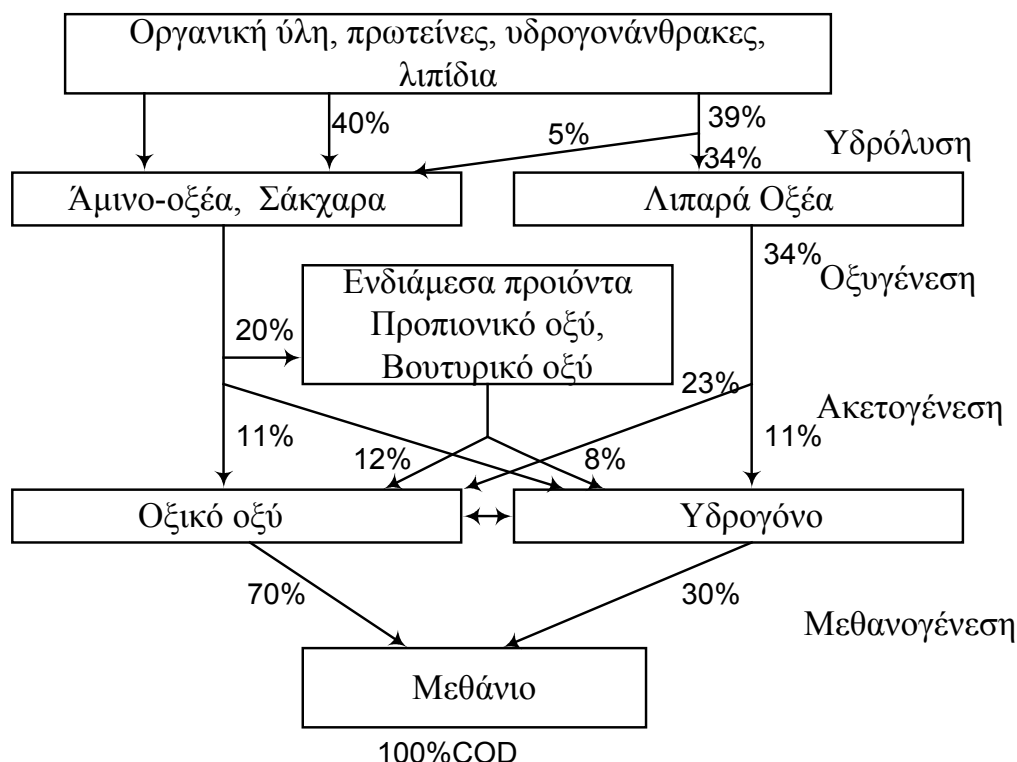 Οργανική ύλη, πρωτείνες, υδρογονάνθρακες,
λιπίδια
40%
5%
39%
34%
Υδρόλυση
Άμινο-οξέα, Σάκχαρα
Λιπαρά Οξέα
34%
Οξυγένεση
Ενδιάμεσα προιόντα
Προπιονικό οξύ,
Βουτυρικό οξύ
20%
23%
Ακετογένεση
11%
12%
8%
11%
Οξικό οξύ
Υδρογόνο
70%
30%
Μεθανογένεση
Μεθάνιο
100%COD